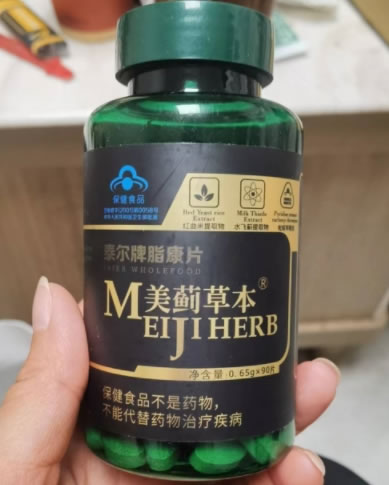 保健食品
Red Yeast rice
Extract
红曲米提取物
Milk Thistle
Extract
水飞蓟提取物
泰尔牌脂康片
WHOLEFOOD
美蓟草本®
MEIJI HERB
净含量:0.65g×90片
保健食品不是药物，
不能代替药物治疗疾病